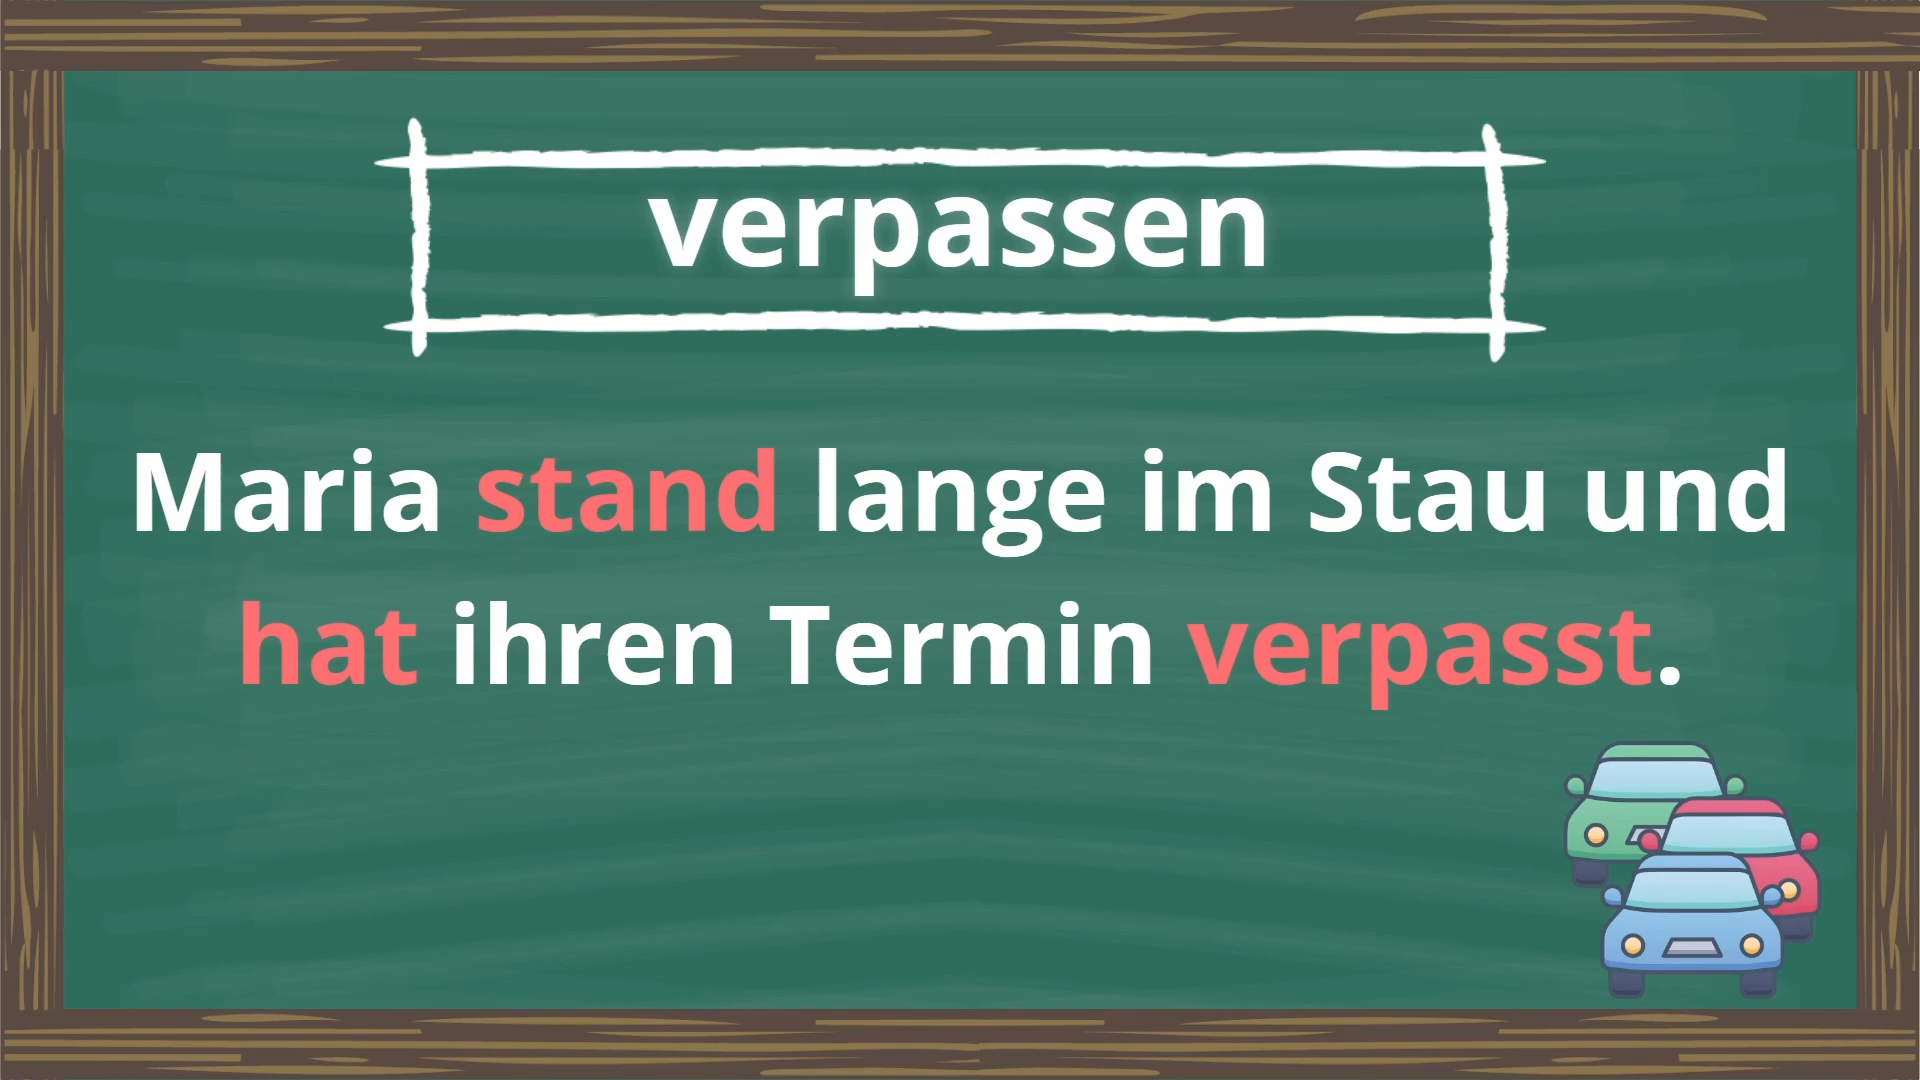 verpassen
Maria stand lange im Stau und
hat ihren Termin verpasst.